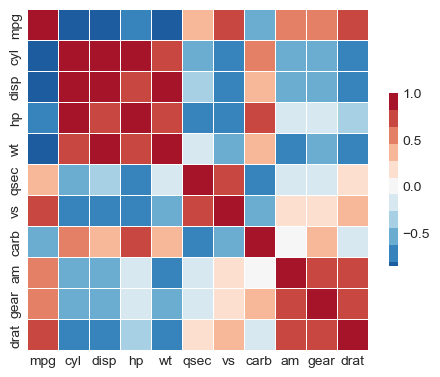 mpg
cyl
disp
hp
wt
qsec
vs
carb
am
gear
drat
1.0
0.5
0.0
−0.5
mpg cyl disp hp wt qsec vs carb am gear drat